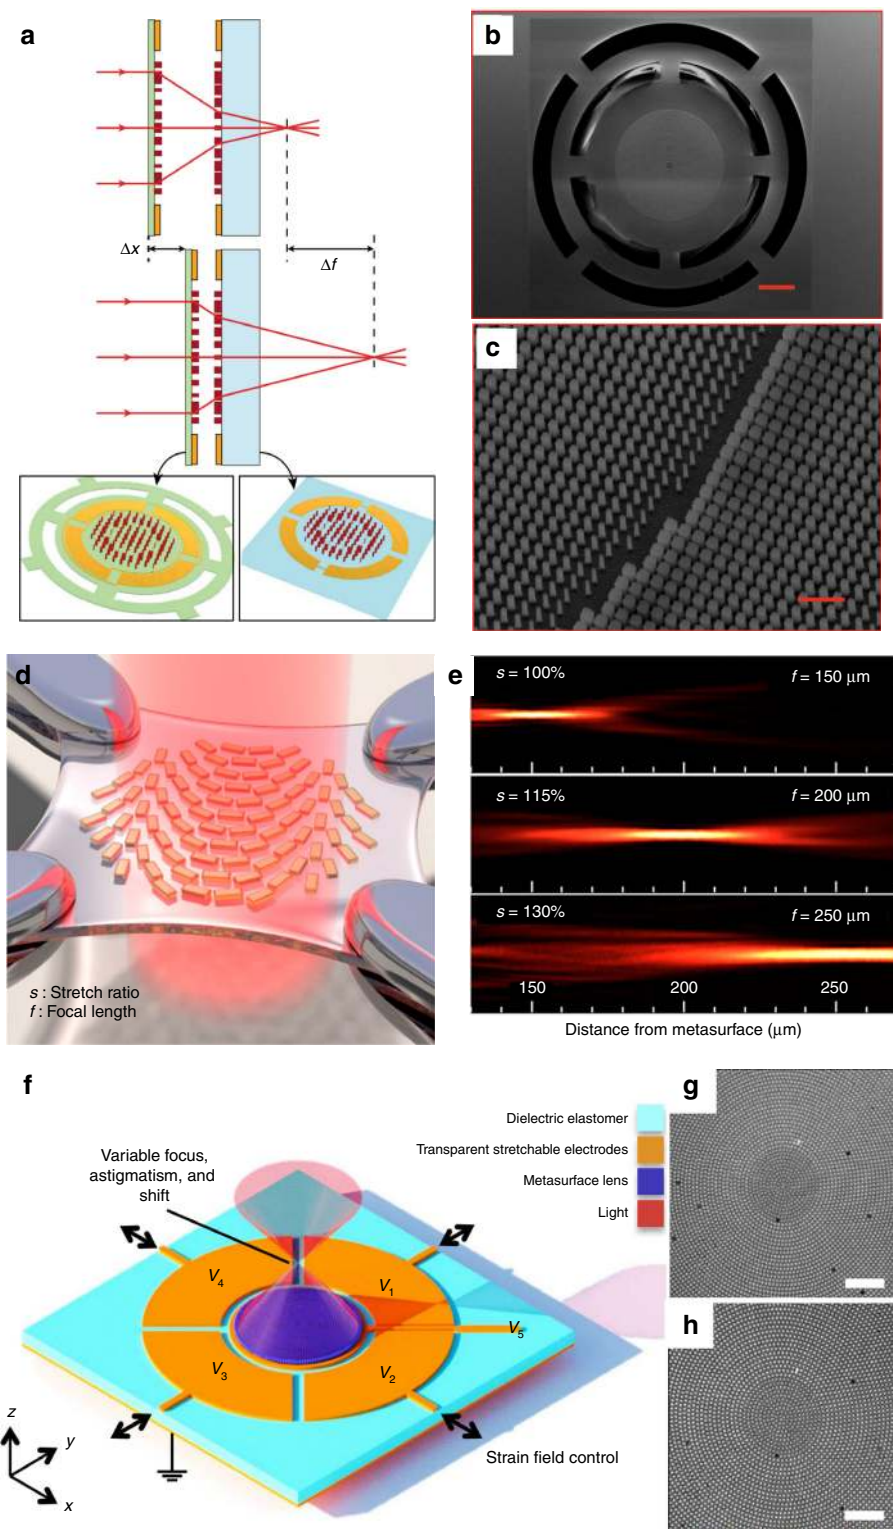 a
Δx
Δf
b
c
d
s : Stretch ratio
f : Focal length
e
s = 100%
f = 150 μm
s = 115%
f = 200 μm
s = 130%
f = 250 μm
150
200
250
Distance from metasurface (μm)
f
Variable focus,
astigmatism, and
shift
Dielectric elastomer
Transparent stretchable electrodes
Metasurface lens
Light
V4
V1
V5
V3
V2
z
y
x
Strain field control
g
h